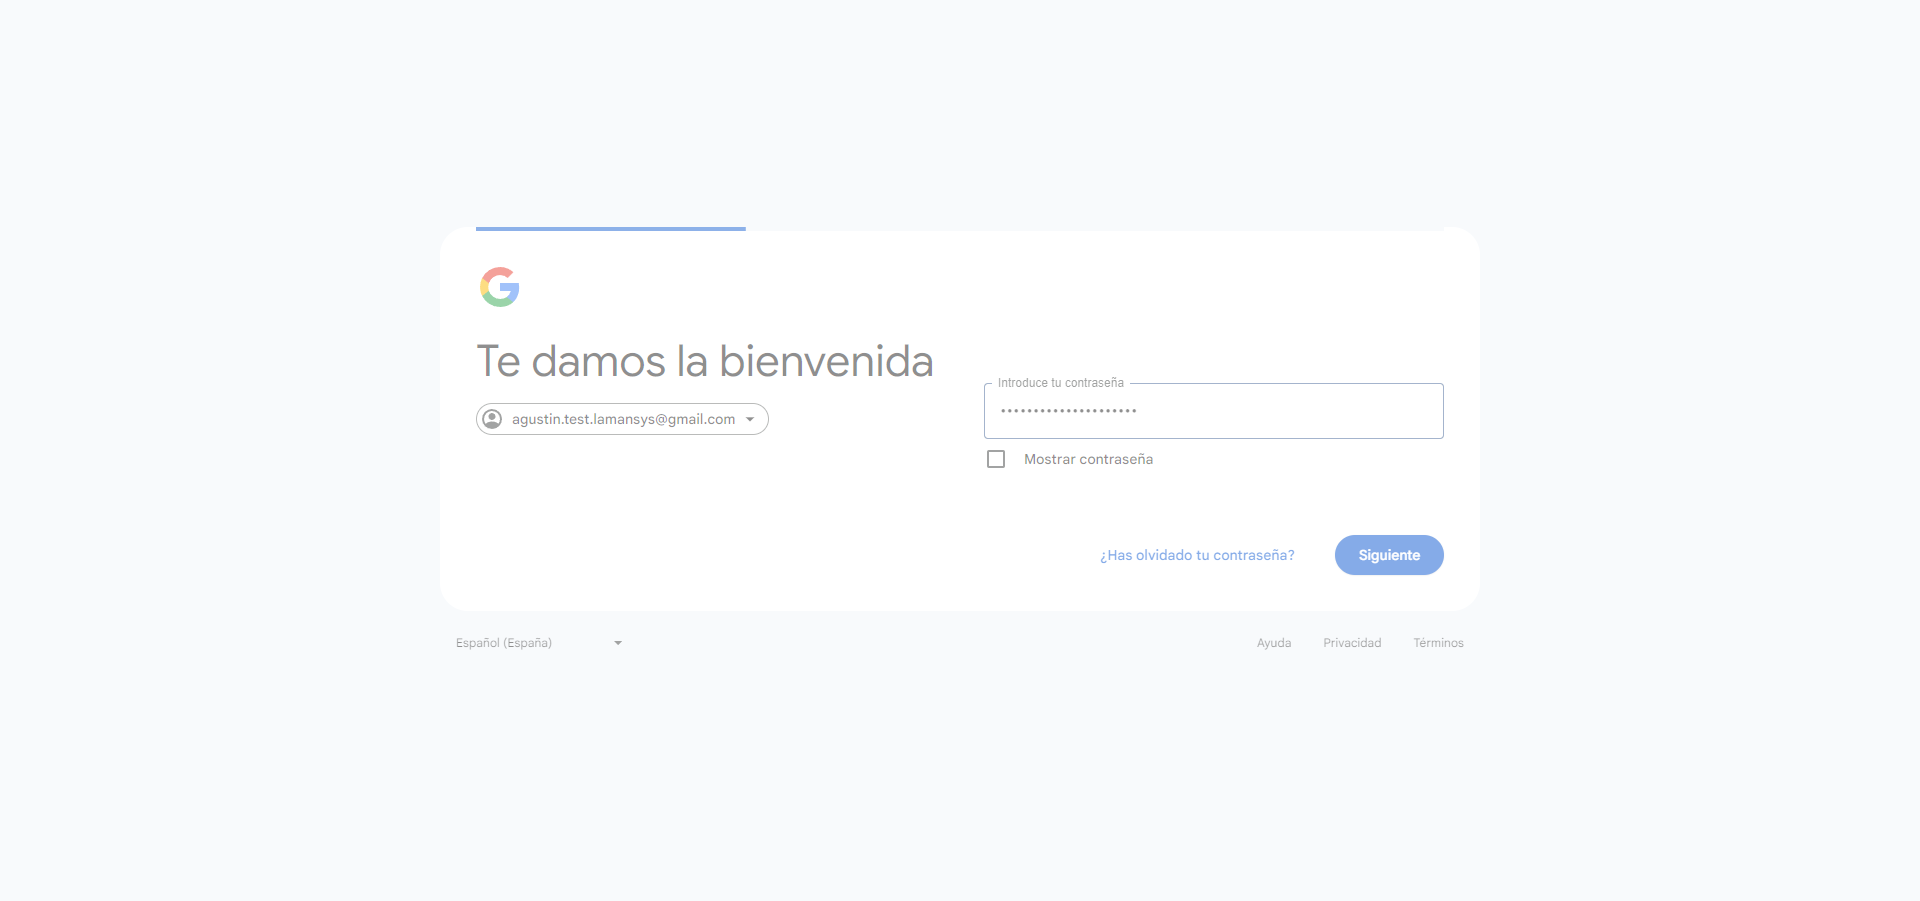 Te damos la bienvenida
agustin.test.lamansys@gmail.com
Introduce tu contraseña
••••••••••••••••••••
Mostrar contraseña
¿Has olvidado tu contraseña?
Siguiente
Español (España)
Ayuda Privacidad Términos